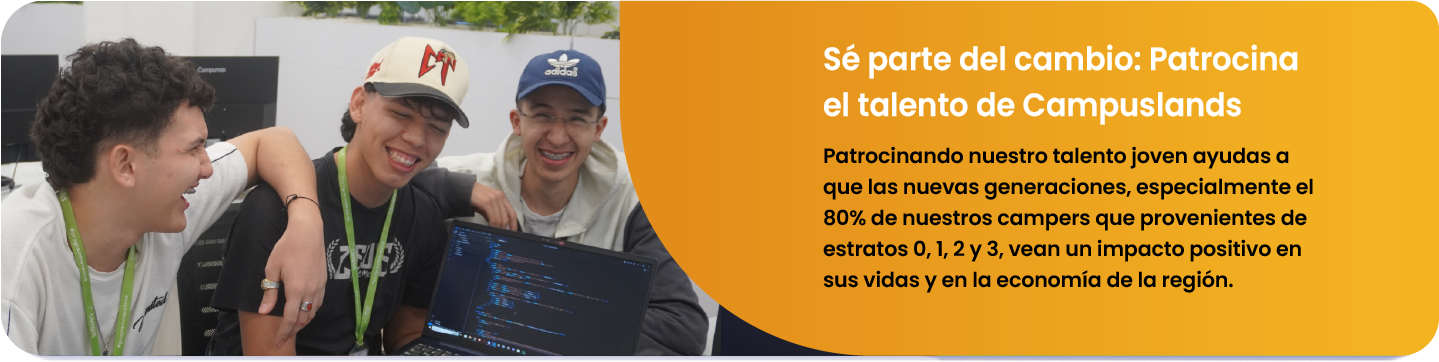 Sé parte del cambio: Patrocina
el talento de Campuslands
Patrocinando nuestro talento joven ayudas a
que las nuevas generaciones, especialmente el
80% de nuestros campers que provenientes de
estratos 0, 1, 2 y 3, vean un impacto positivo en
sus vidas y en la economía de la región.
adidas